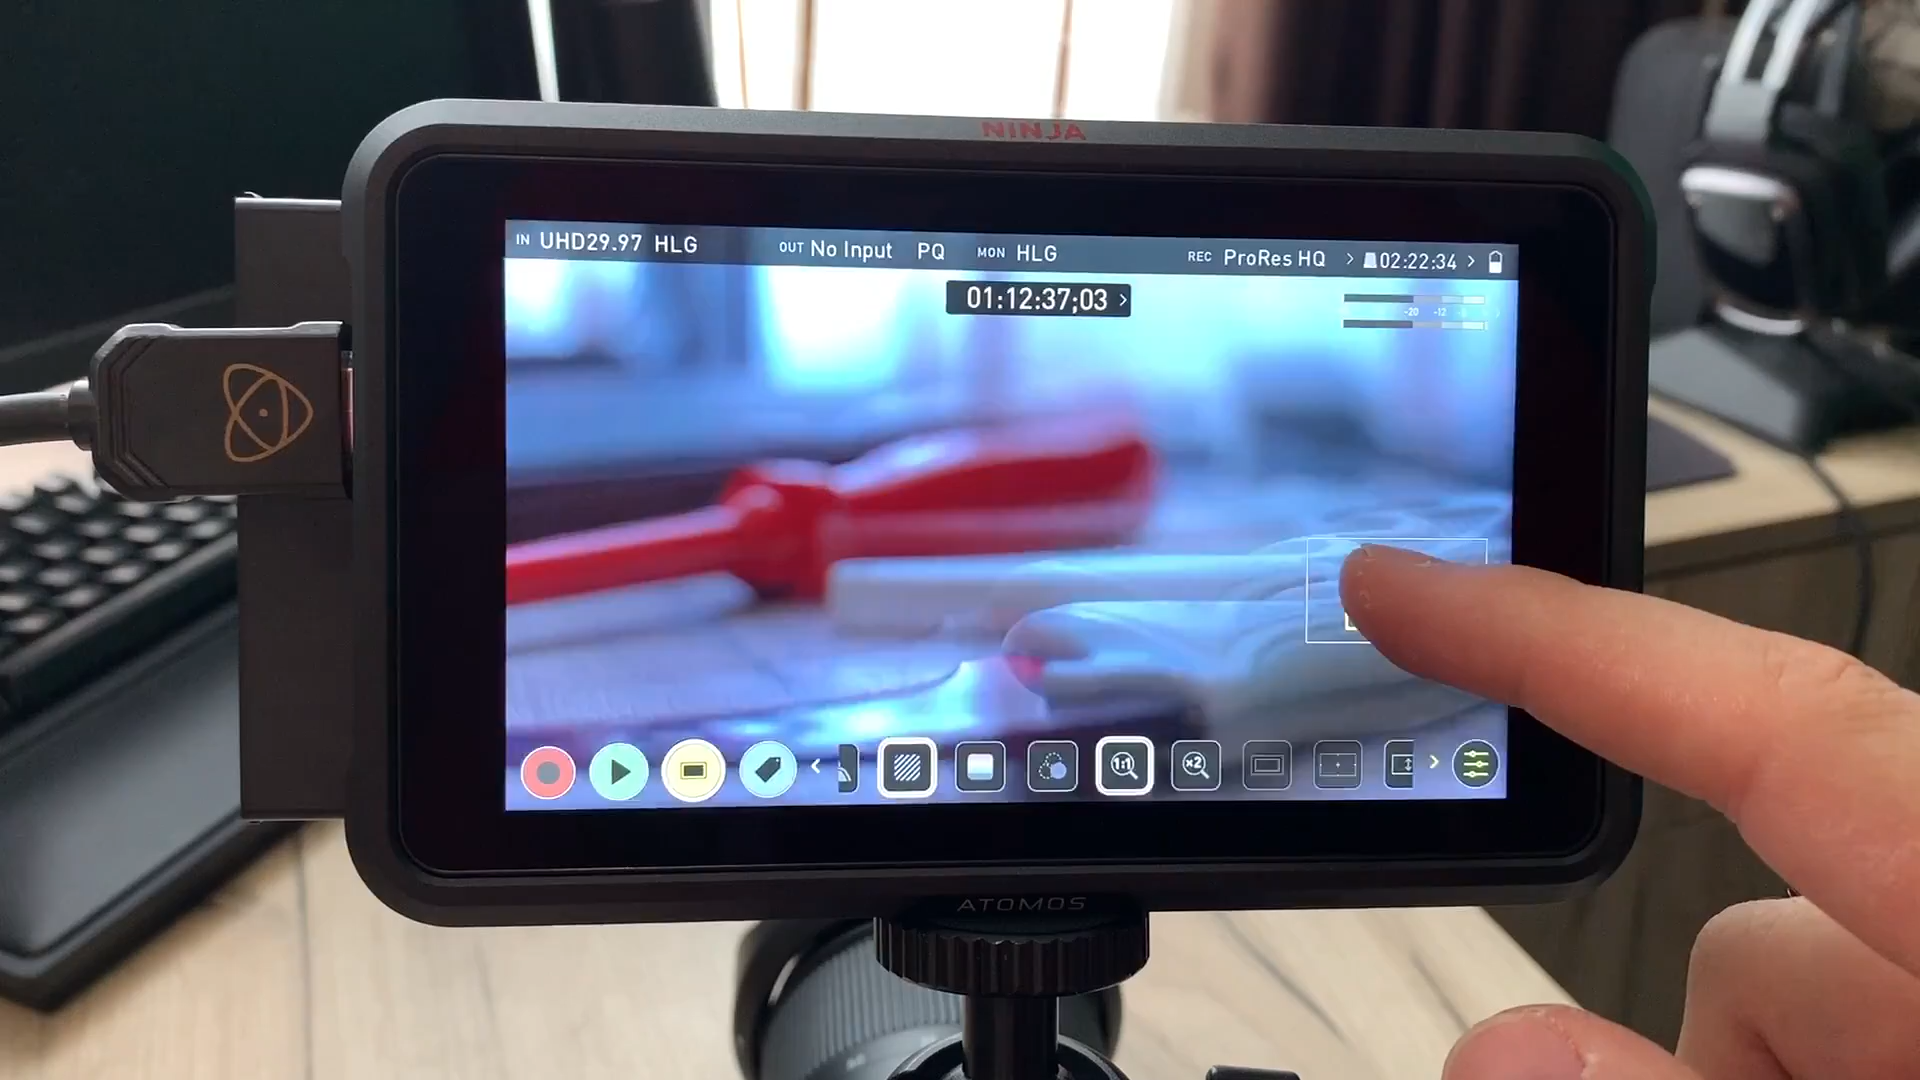 NINJA
IN UHD29.97 HLG OUT No Input PQ MON HLG REC ProRes HQ > 02:22:34 >
01:12:37;03 >
-20 -12
1:1 ×2
ATOMOS